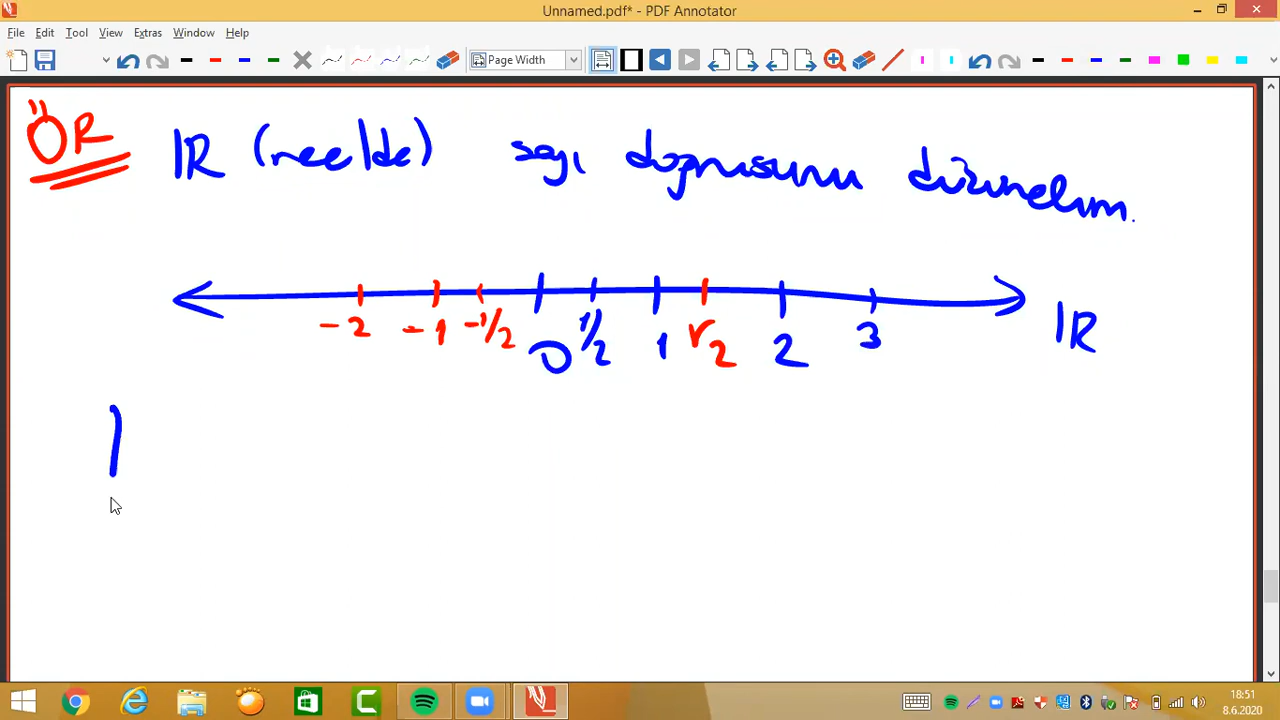 Unnamed.pdf* - PDF Annotator
File Edit Tool View Extras Window Help
Page Width
ÖR IR (reelde) sayı doğrusunu düşünelim.
-2 -1 -1/2 0 1/2 1 √2 2 3 IR
18:51
8.6.2020